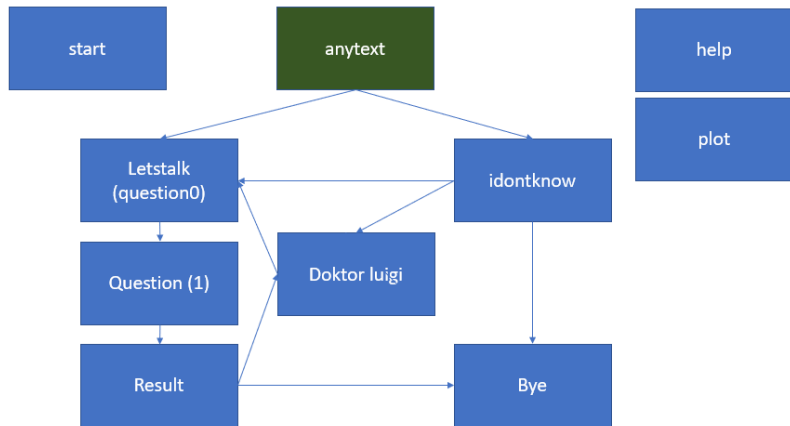 start
anytext
help
plot
Letstalk
(question0)
idontknow
Question (1)
Doktor luigi
Result
Bye